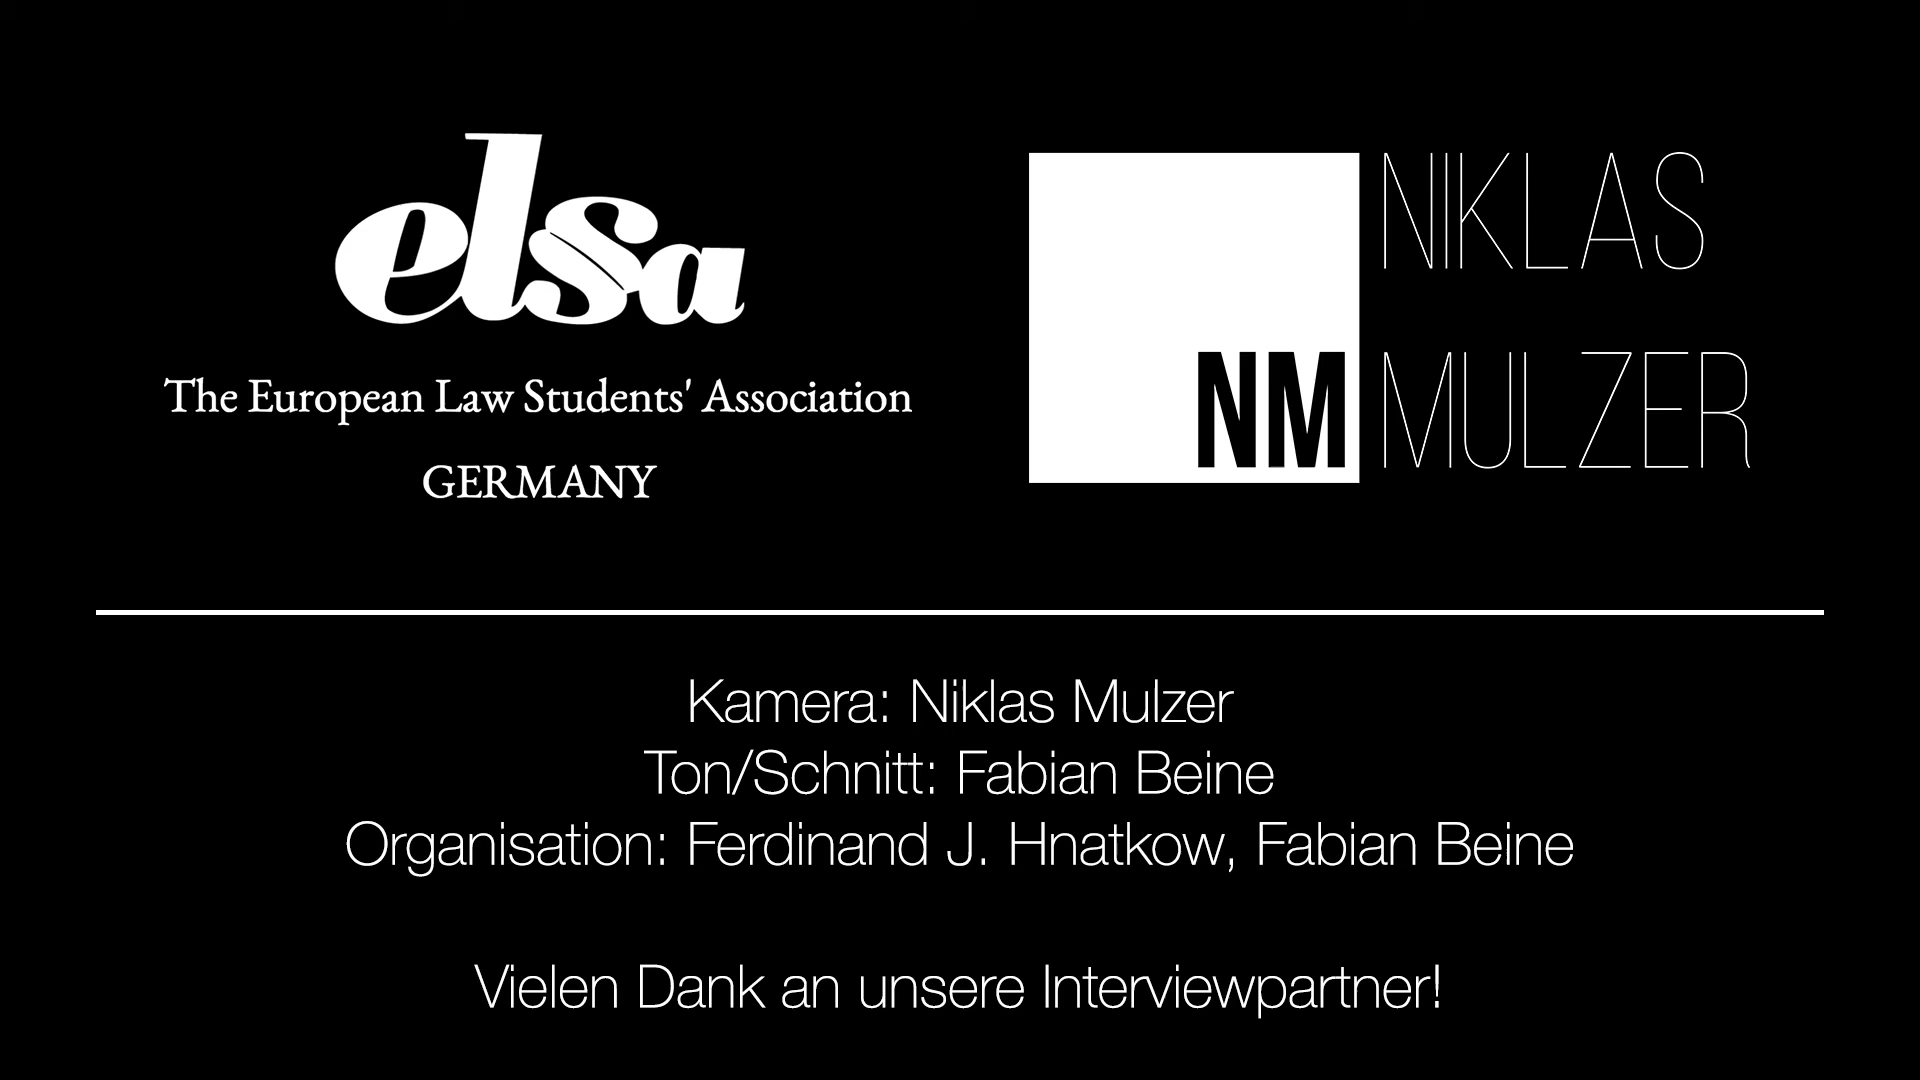 elsa
The European Law Students' Association
GERMANY
NIKLAS
NM MULZER
Kamera: Niklas Mulzer
Ton/Schnitt: Fabian Beine
Organisation: Ferdinand J. Hnatkow, Fabian Beine
Vielen Dank an unsere Interviewpartner!